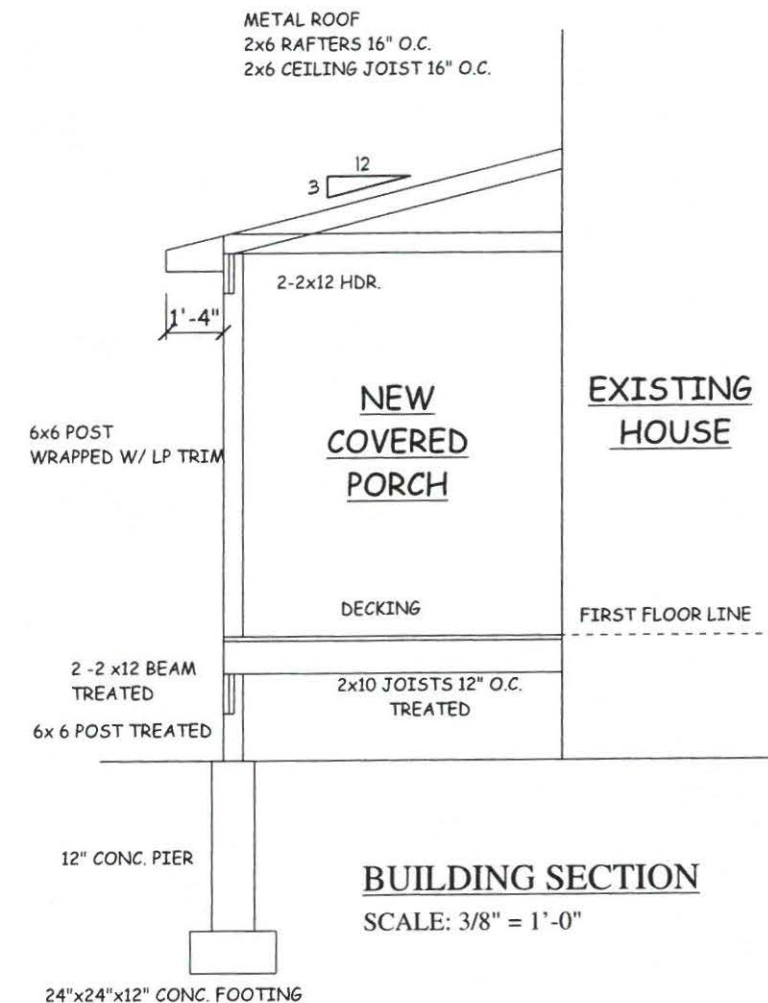 METAL ROOF
2x6 RAFTERS 16" O.C.
2x6 CEILING JOIST 16" O.C.
12
3
2-2x12 HDR.
1'-4"
NEW
COVERED
PORCH
EXISTING
HOUSE
6x6 POST
WRAPPED W/ LP TRIM
DECKING
FIRST FLOOR LINE
2 -2 x12 BEAM
TREATED
2x10 JOISTS 12" O.C.
TREATED
6x 6 POST TREATED
12" CONC. PIER
BUILDING SECTION
SCALE: 3/8" = 1'-0"
24"x24"x12" CONC. FOOTING